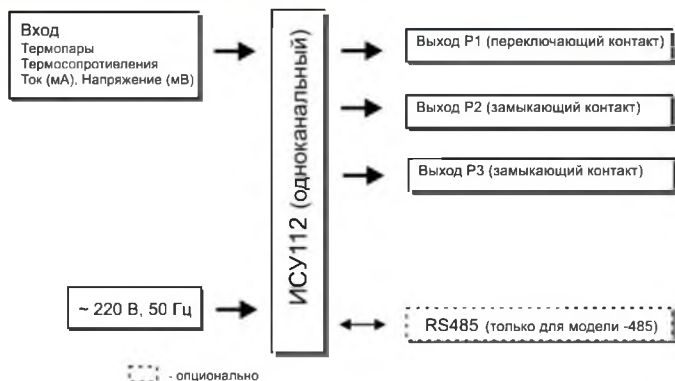 Вход
Термопары
Термосопротивления
Ток (мА), Напряжение (мВ)
~ 220 В, 50 Гц
ИСУ112 (одноканальный)
Выход Р1 (переключающий контакт)
Выход Р2 (замыкающий контакт)
Выход Р3 (замыкающий контакт)
RS485 (только для модели -485)
- опционально